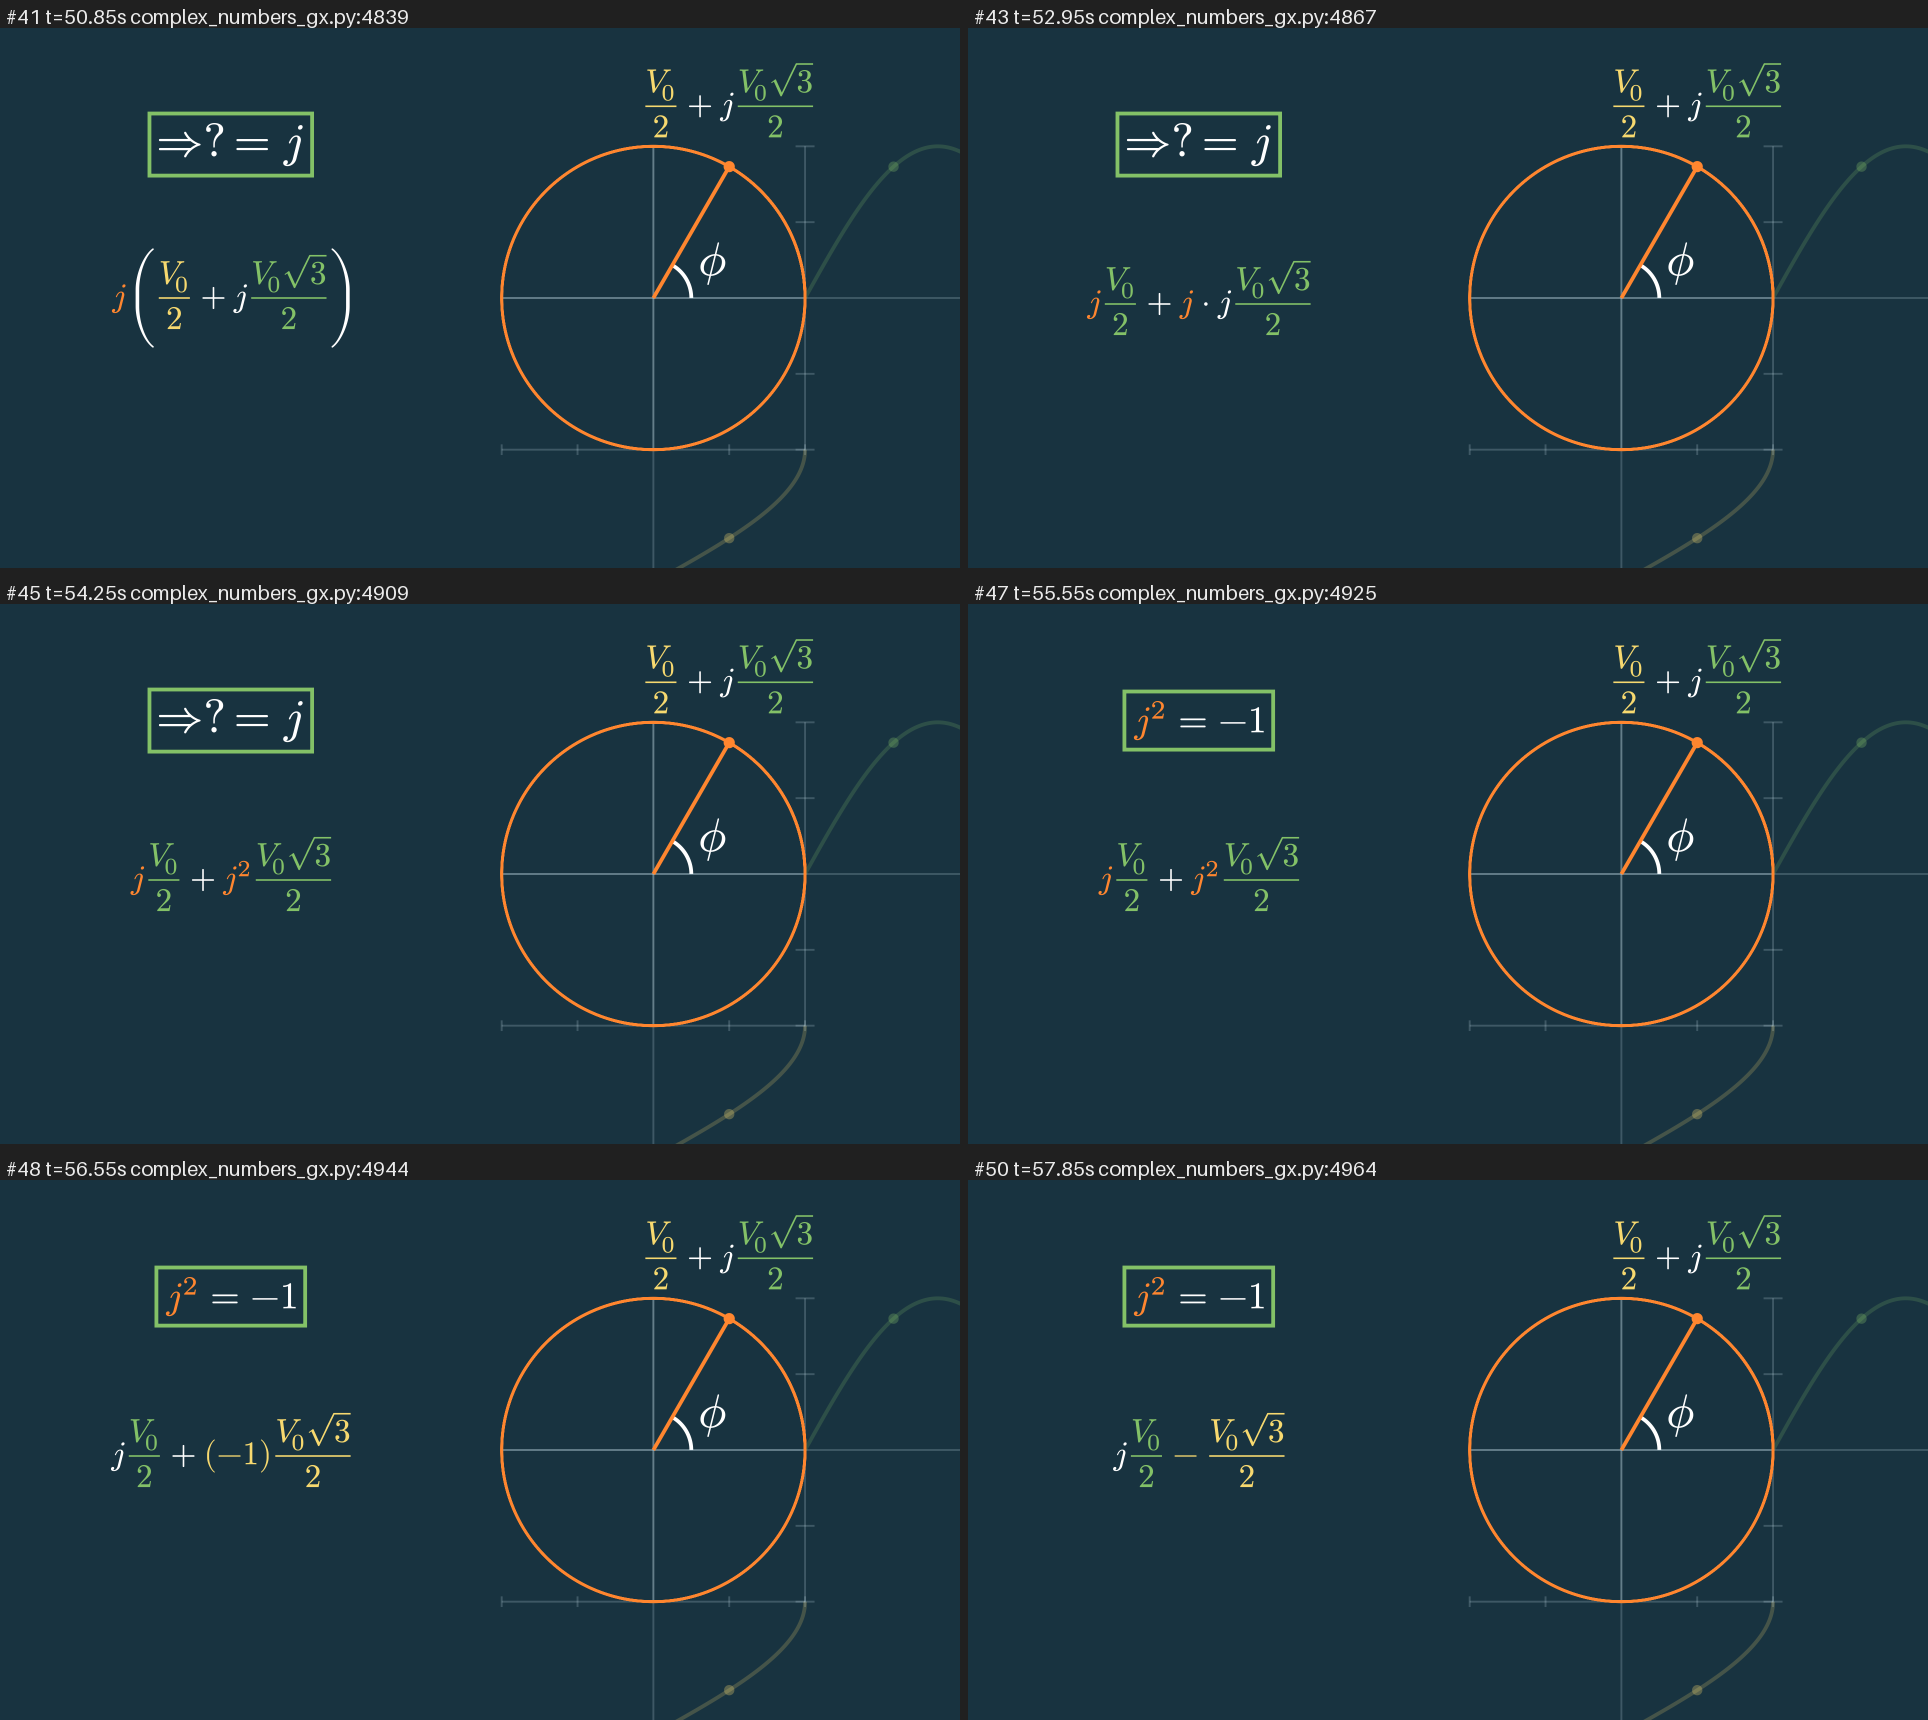 #41 t=50.85s complex_numbers_gx.py:4839
V₀/2 + j V₀√3/2
⇒? = j
j(V₀/2 + j V₀√3/2)
ϕ
#43 t=52.95s complex_numbers_gx.py:4867
V₀/2 + j V₀√3/2
⇒? = j
j V₀/2 + j · j V₀√3/2
ϕ
#45 t=54.25s complex_numbers_gx.py:4909
V₀/2 + j V₀√3/2
⇒? = j
j V₀/2 + j² V₀√3/2
ϕ
#47 t=55.55s complex_numbers_gx.py:4925
V₀/2 + j V₀√3/2
j² = −1
j V₀/2 + j² V₀√3/2
ϕ
#48 t=56.55s complex_numbers_gx.py:4944
V₀/2 + j V₀√3/2
j² = −1
j V₀/2 + (−1) V₀√3/2
ϕ
#50 t=57.85s complex_numbers_gx.py:4964
V₀/2 + j V₀√3/2
j² = −1
j V₀/2 − V₀√3/2
ϕ